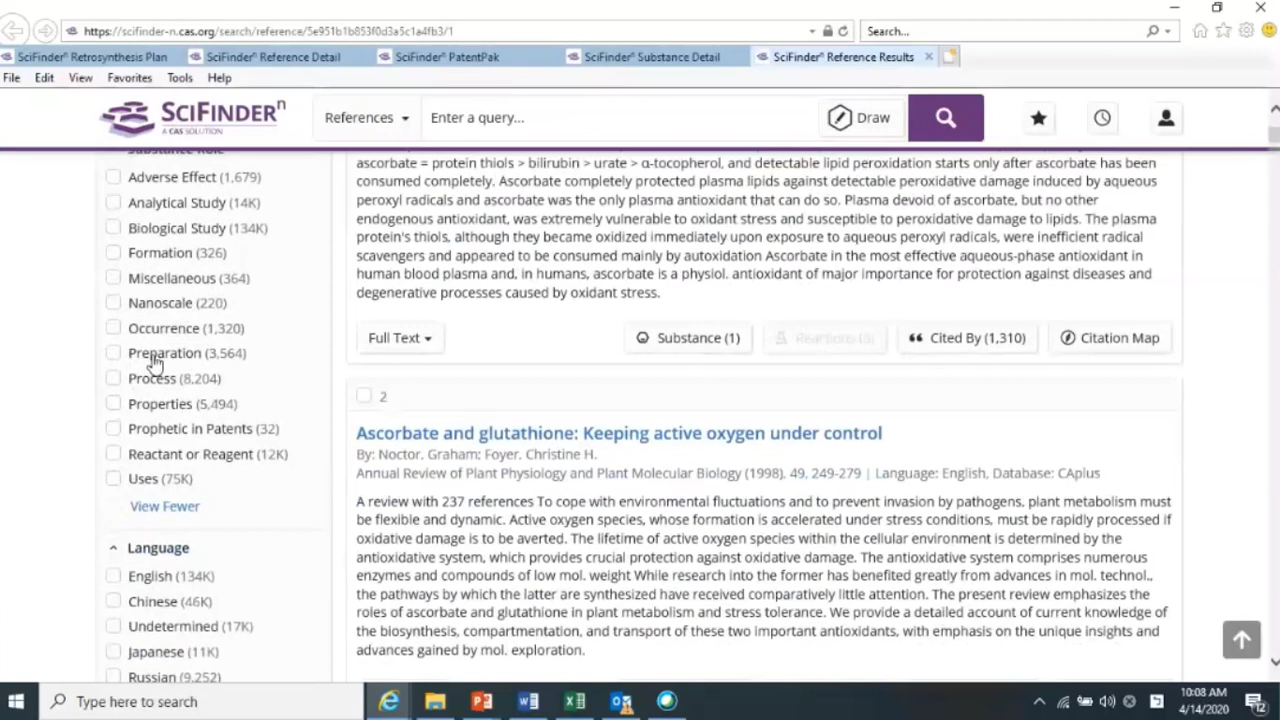 https://scifinder-n.cas.org/search/reference/5e951b1b853f0d3a5c1a4fb3/1
Search...
SciFinderⁿ Retrosynthesis Plan
SciFinderⁿ Reference Detail
SciFinderⁿ PatentPak
SciFinderⁿ Substance Detail
SciFinderⁿ Reference Results
File Edit View Favorites Tools Help
SCIFINDERⁿ
A CAS SOLUTION
References
Enter a query...
Draw
Substance Role
Adverse Effect (1,679)
Analytical Study (14K)
Biological Study (134K)
Formation (326)
Miscellaneous (364)
Nanoscale (220)
Occurrence (1,320)
Preparation (3,564)
Process (8,204)
Properties (5,494)
Prophetic in Patents (32)
Reactant or Reagent (12K)
Uses (75K)
View Fewer
Language
English (134K)
Chinese (46K)
Undetermined (17K)
Japanese (11K)
Russian (9,252)
ascorbate = protein thiols > bilirubin > urate > α-tocopherol, and detectable lipid peroxidation starts only after ascorbate has been
consumed completely. Ascorbate completely protected plasma lipids against detectable peroxidative damage induced by aqueous
peroxyl radicals and ascorbate was the only plasma antioxidant that can do so. Plasma devoid of ascorbate, but no other
endogenous antioxidant, was extremely vulnerable to oxidant stress and susceptible to peroxidative damage to lipids. The plasma
protein's thiols, although they became oxidized immediately upon exposure to aqueous peroxyl radicals, were inefficient radical
scavengers and appeared to be consumed mainly by autoxidation Ascorbate in the most effective aqueous-phase antioxidant in
human blood plasma and, in humans, ascorbate is a physiol. antioxidant of major importance for protection against diseases and
degenerative processes caused by oxidant stress.
Full Text
Substance (1)
Reactions (0)
Cited By (1,310)
Citation Map
2
Ascorbate and glutathione: Keeping active oxygen under control
By: Noctor, Graham; Foyer, Christine H.
Annual Review of Plant Physiology and Plant Molecular Biology (1998), 49, 249-279 | Language: English, Database: CAplus
A review with 237 references To cope with environmental fluctuations and to prevent invasion by pathogens, plant metabolism must
be flexible and dynamic. Active oxygen species, whose formation is accelerated under stress conditions, must be rapidly processed if
oxidative damage is to be averted. The lifetime of active oxygen species within the cellular environment is determined by the
antioxidative system, which provides crucial protection against oxidative damage. The antioxidative system comprises numerous
enzymes and compounds of low mol. weight While research into the former has benefited greatly from advances in mol. technol.,
the pathways by which the latter are synthesized have received comparatively little attention. The present review emphasizes the
roles of ascorbate and glutathione in plant metabolism and stress tolerance. We provide a detailed account of current knowledge of
the biosynthesis, compartmentation, and transport of these two important antioxidants, with emphasis on the unique insights and
advances gained by mol. exploration.
Type here to search
10:08 AM
4/14/2020
12